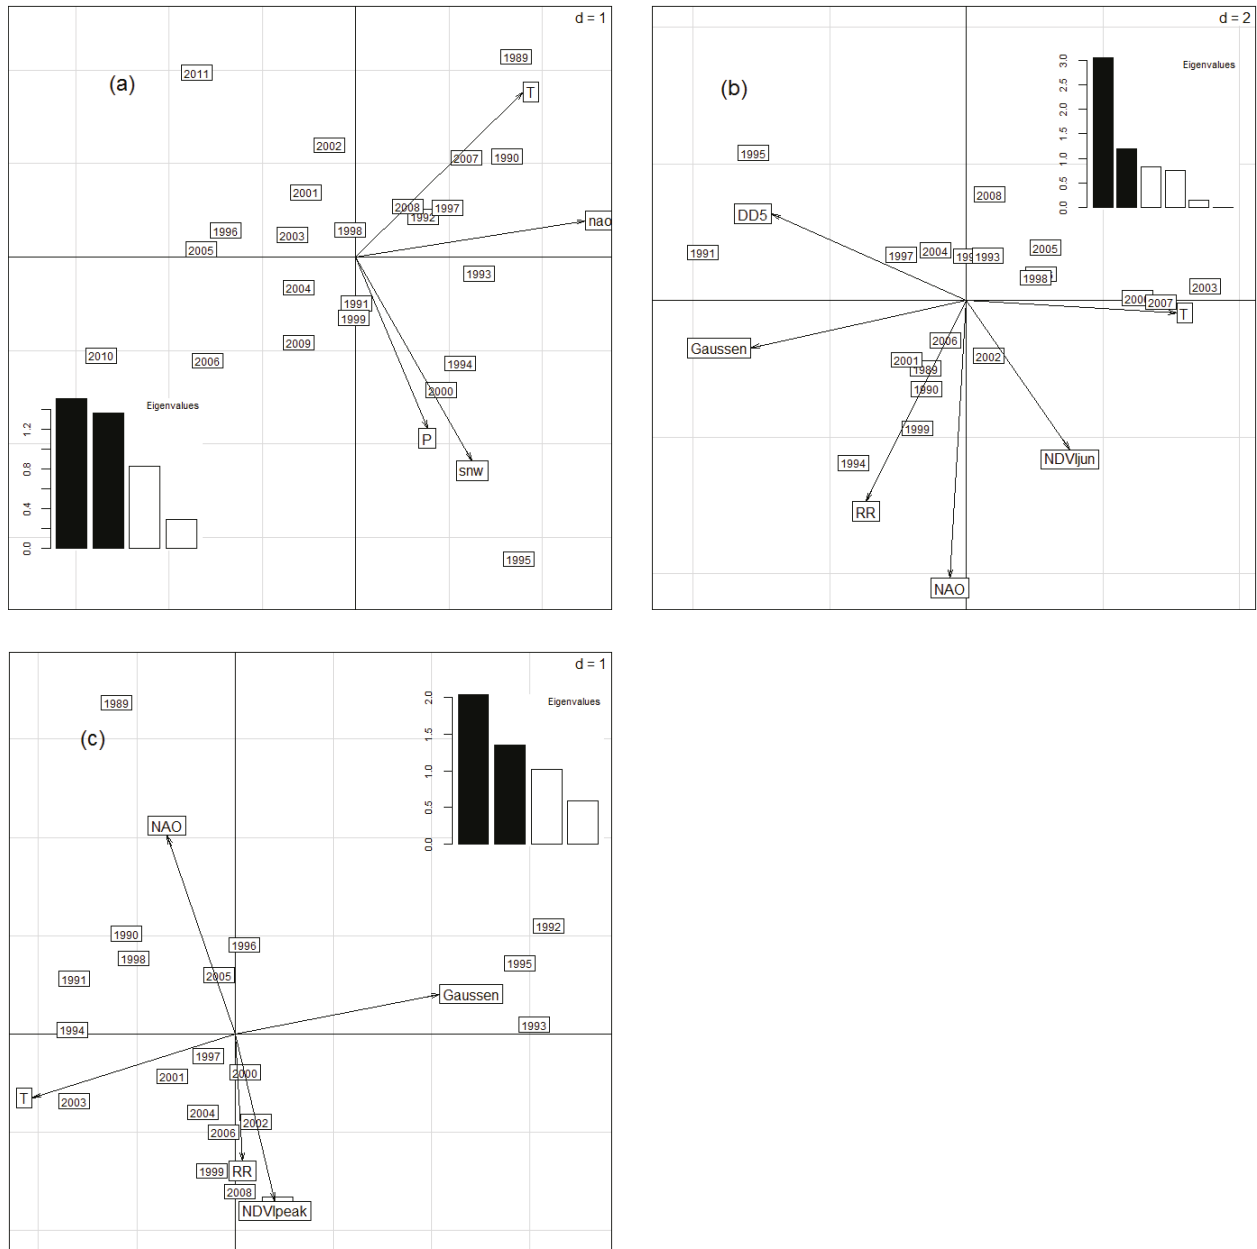 d = 1
(a)
1989
2011
T
2002
2007
1990
2001
2008
1992
1997
nao
1996
1998
2003
2005
1993
2004
1991
1999
2009
2010
2006
1994
2000
P
snw
1995
Eigenvalues
0.0 0.4 0.8 1.2
d = 2
(b)
Eigenvalues
0.0 0.5 1.0 1.5 2.0 2.5 3.0
1995
2008
DD5
1991
1997
2004
1993
2005
1998
2003
2007
T
Gaussen
2006
2002
2001
1989
1990
1999
1994
NDVIjun
RR
NAO
d = 1
(c)
Eigenvalues
0.0 0.5 1.0 1.5 2.0
1989
NAO
1990
1998
1996
1992
1991
2005
1995
Gaussen
1994
1993
1997
2001
2000
T
2003
2004
2002
2006
1999
RR
2008
NDVIpeak